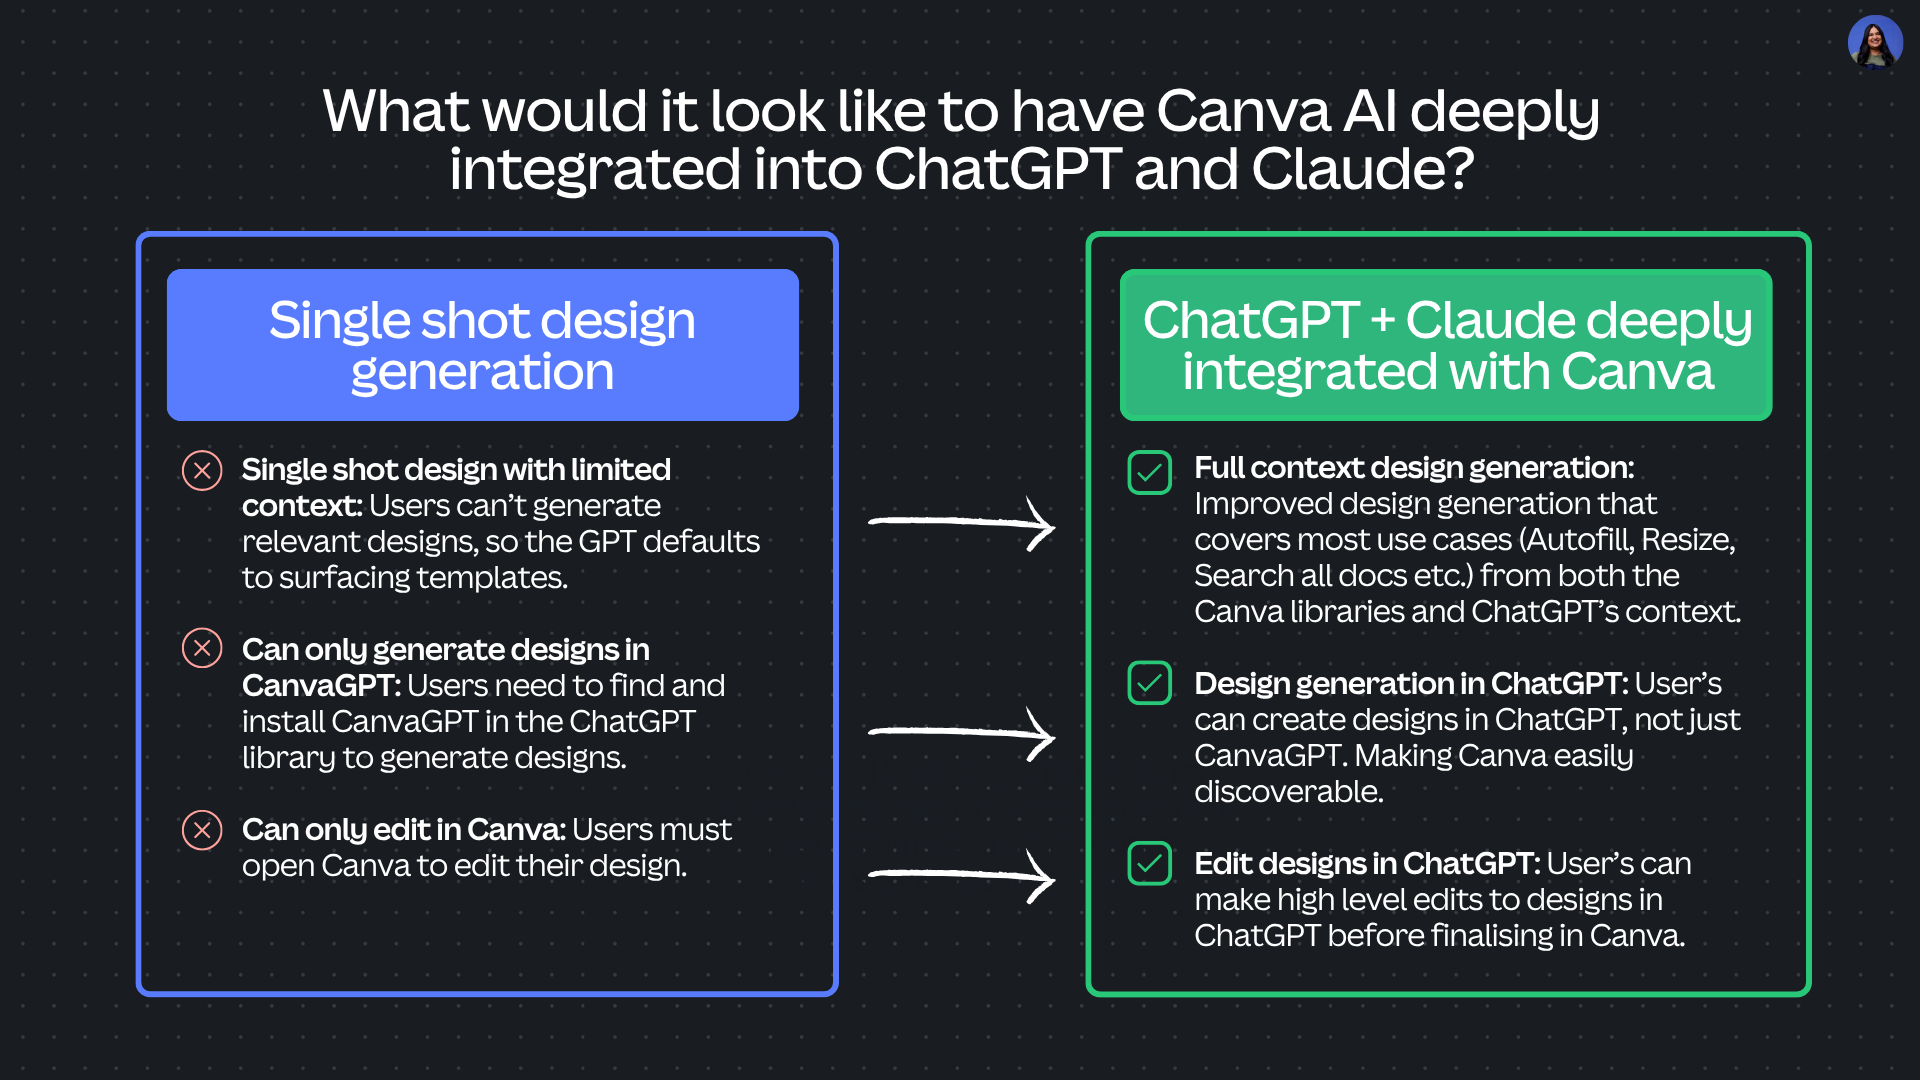 What would it look like to have Canva AI deeply
integrated into ChatGPT and Claude?
Single shot design
generation
Single shot design with limited
context: Users can’t generate
relevant designs, so the GPT defaults
to surfacing templates.
Can only generate designs in
CanvaGPT: Users need to find and
install CanvaGPT in the ChatGPT
library to generate designs.
Can only edit in Canva: Users must
open Canva to edit their design.
ChatGPT + Claude deeply
integrated with Canva
Full context design generation:
Improved design generation that
covers most use cases (Autofill, Resize,
Search all docs etc.) from both the
Canva libraries and ChatGPT’s context.
Design generation in ChatGPT: User’s
can create designs in ChatGPT, not just
CanvaGPT. Making Canva easily
discoverable.
Edit designs in ChatGPT: User’s can
make high level edits to designs in
ChatGPT before finalising in Canva.